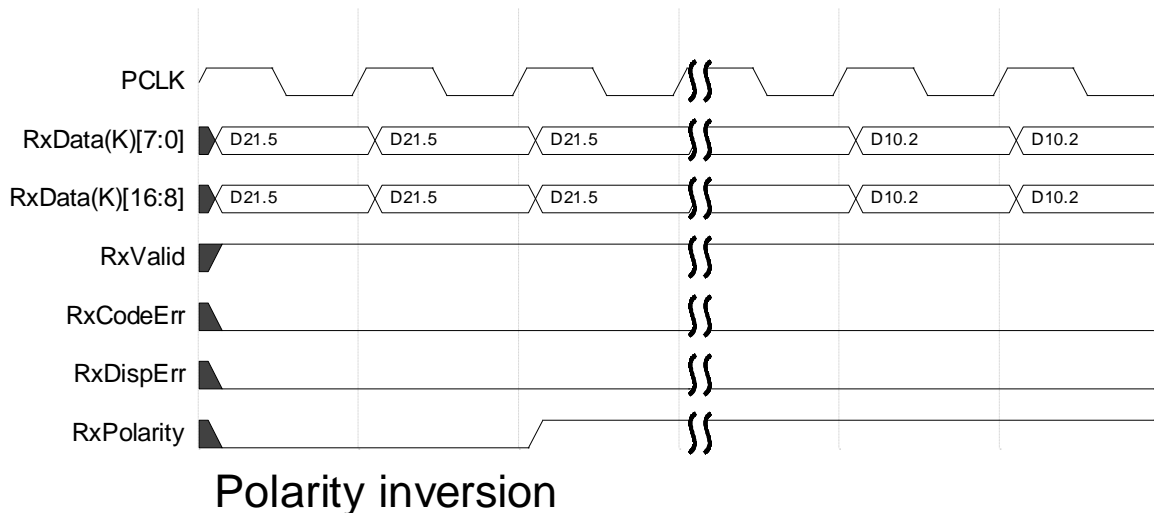 PCLK
RxData(K)[7:0] D21.5 D21.5 D21.5 D10.2 D10.2
RxData(K)[16:8] D21.5 D21.5 D21.5 D10.2 D10.2
RxValid
RxCodeErr
RxDispErr
RxPolarity
Polarity inversion